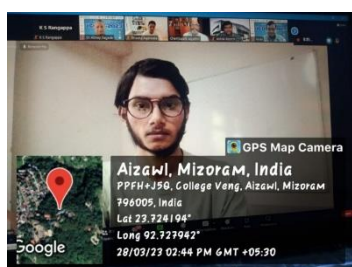 K S Rangappa
GPS Map Camera
Aizawl, Mizoram, India
PPFH+J5Q, College Veng, Aizawl, Mizoram
796005, India
Lat 23.724194°
Long 92.727942°
28/03/23 02:44 PM GMT +05:30
Google